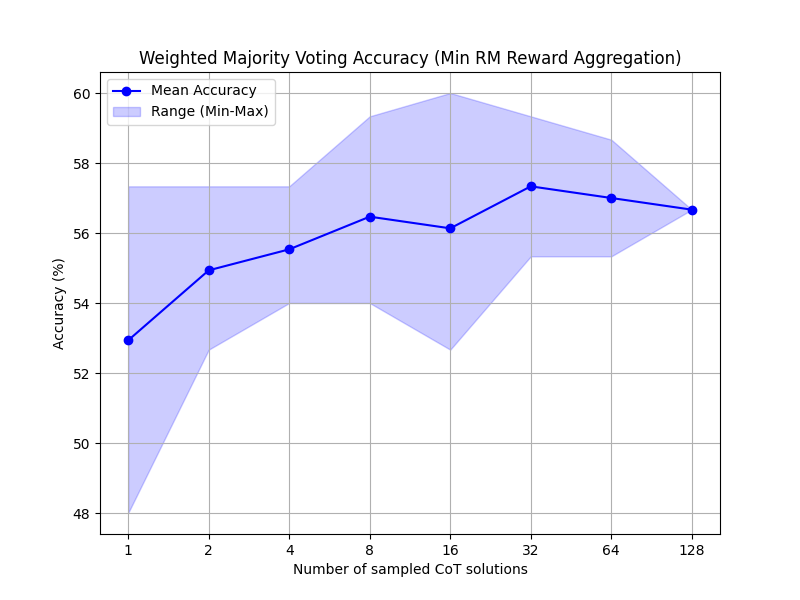 Weighted Majority Voting Accuracy (Min RM Reward Aggregation)
Mean Accuracy
Range (Min-Max)
60
58
56
54
52
50
48
Accuracy (%)
1 2 4 8 16 32 64 128
Number of sampled CoT solutions